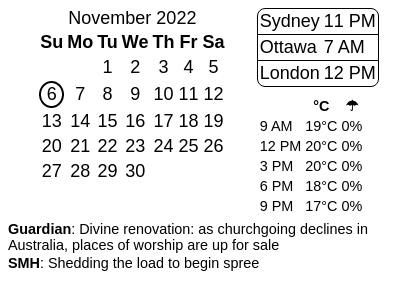 November 2022
Su Mo Tu We Th Fr Sa
1 2 3 4 5
6 7 8 9 10 11 12
13 14 15 16 17 18 19
20 21 22 23 24 25 26
27 28 29 30
Sydney 11 PM
Ottawa 7 AM
London 12 PM
°C ☂
9 AM 19°C 0%
12 PM 20°C 0%
3 PM 20°C 0%
6 PM 18°C 0%
9 PM 17°C 0%
Guardian: Divine renovation: as churchgoing declines in
Australia, places of worship are up for sale
SMH: Shedding the load to begin spree